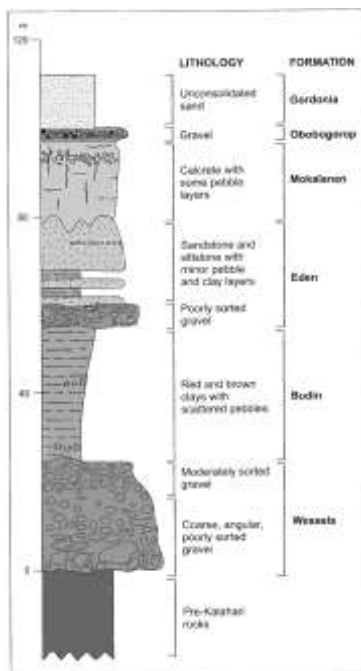 m
120
LITHOLOGY
FORMATION
Unconsolidated
sand
Gordonia
Gravel
Obobogorop
Calcrete with
some pebble
layers
Mokalanen
80
Sandstone and
siltstone with
minor pebble
and clay layers
Eden
Poorly sorted
gravel
40
Red and brown
clays with
scattered pebbles
Budin
Moderately sorted
gravel
Wessels
Coarse, angular,
poorly sorted
gravel
0
Pre-Kalahari
rocks